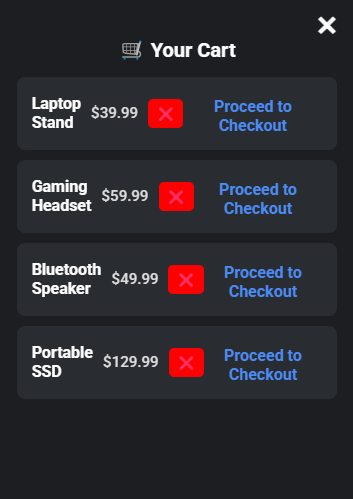 🛒 Your Cart
Laptop
Stand
$39.99
Proceed to
Checkout
Gaming
Headset
$59.99
Proceed to
Checkout
Bluetooth
Speaker
$49.99
Proceed to
Checkout
Portable
SSD
$129.99
Proceed to
Checkout